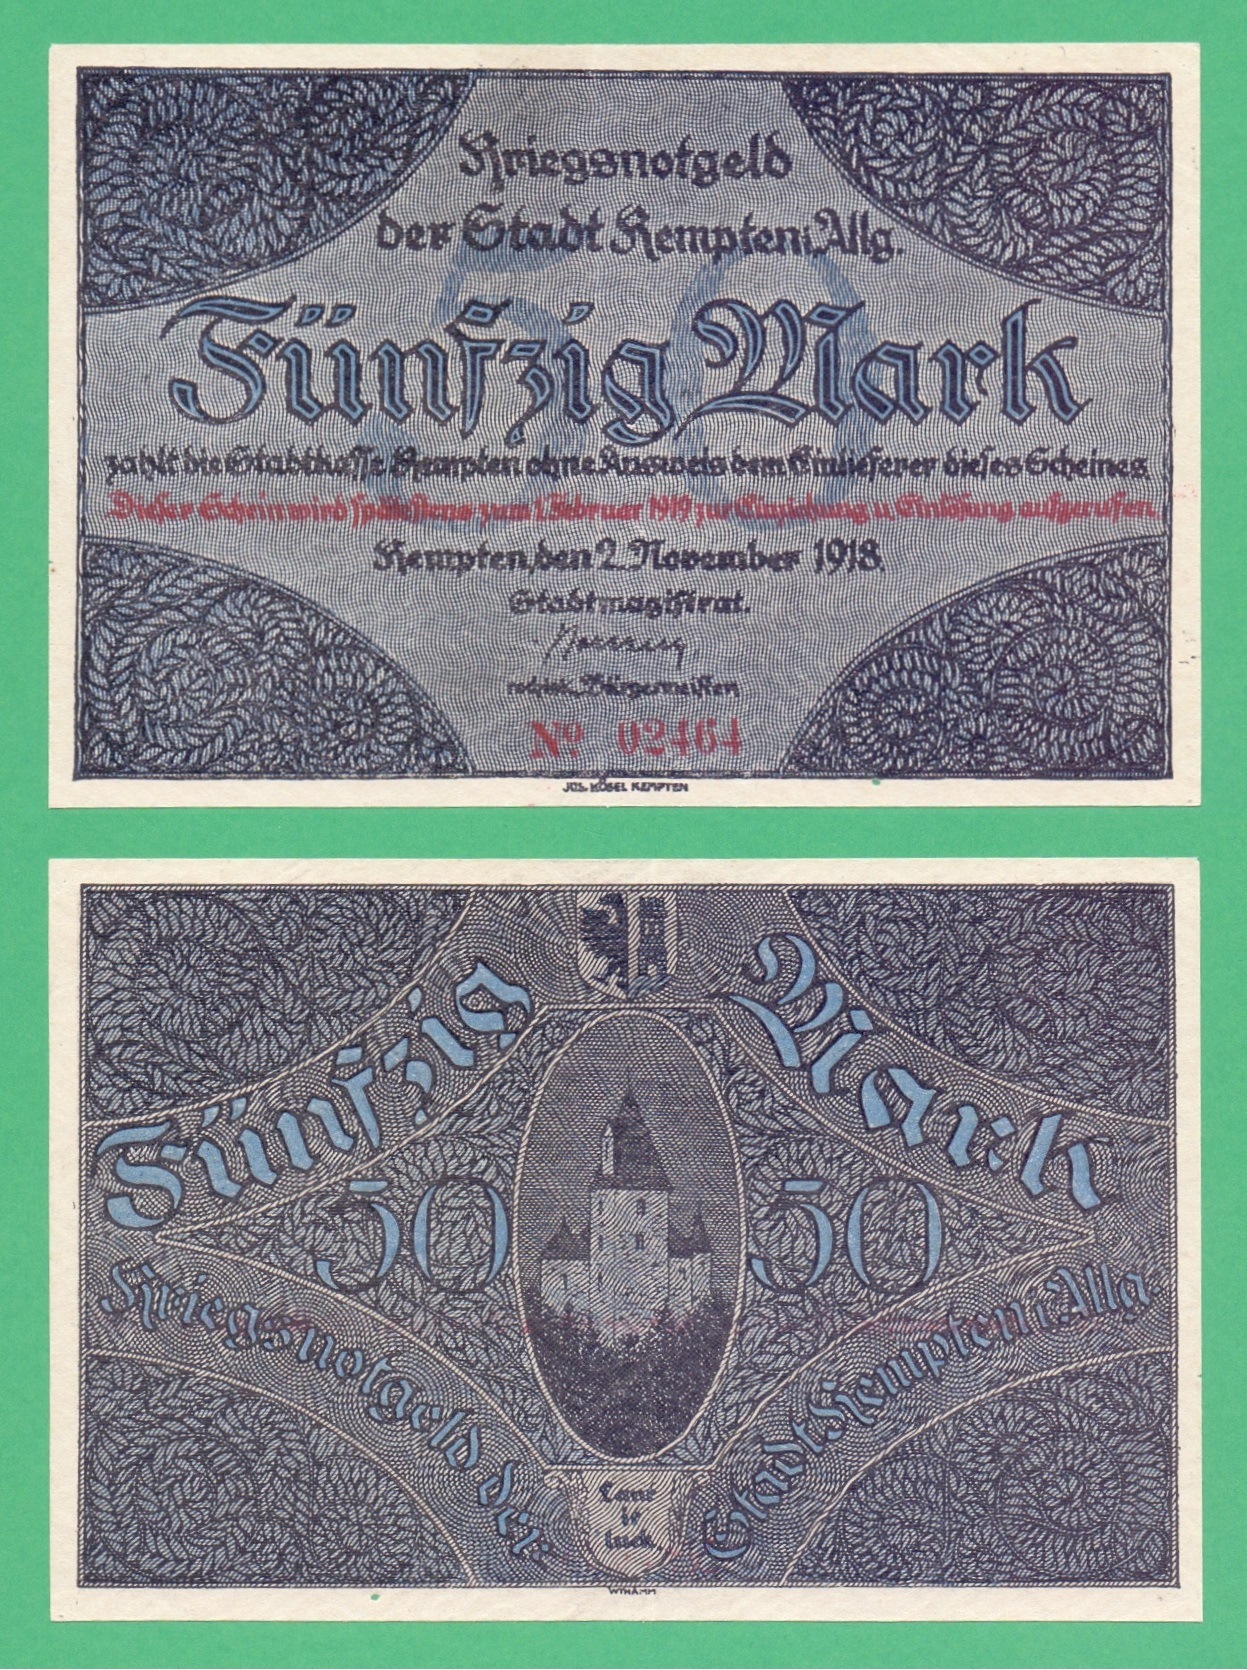 Kriegsnotgeld
der Stadt Kempten i. Allg.
50
Fünfzig Mark
zahlt die Stadtkasse Kempten ohne Ausweis dem Einlieferer dieses Scheines.
Dieser Schein wird spätestens zum 1. Februar 1919 zur Einziehung u. Einlösung aufgerufen.
Kempten, den 2. November 1918.
Stadtmagistrat.
rechtsk. Bürgermeister
No 02464
JOS. KÖSEL KEMPTEN
Fünfzig Mark
50 50
Kriegsnotgeld der Stadt Kempten i. Allg.
W.THAMM